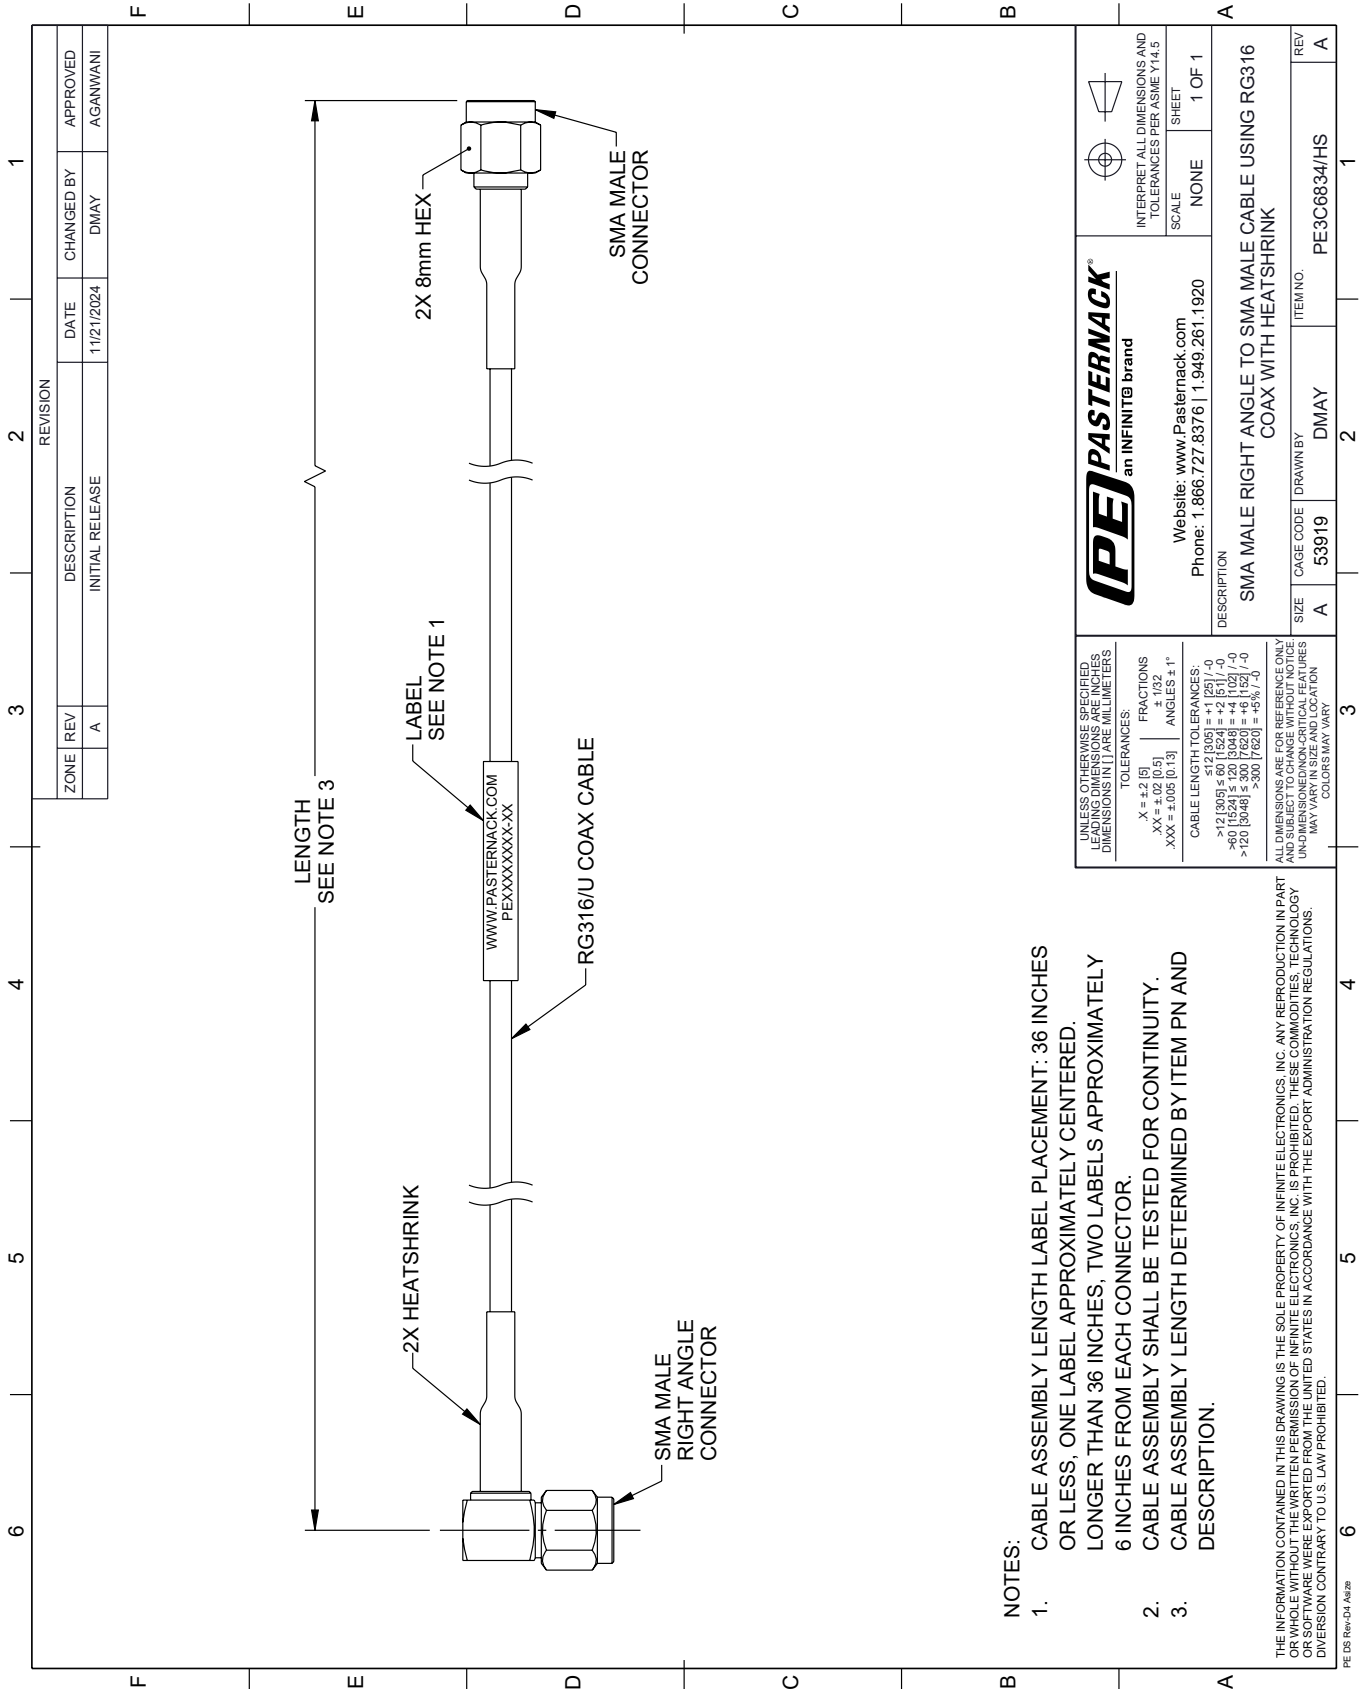 6
5
4
3
2
1
REVISION
ZONE REV DESCRIPTION DATE CHANGED BY APPROVED
A INITIAL RELEASE 11/21/2024 DMAY AGANWANI
F
F
E
E
LENGTH
SEE NOTE 3
2X HEATSHRINK
LABEL
SEE NOTE 1
2X 8mm HEX
WWW.PASTERNACK.COM
PEXXXXXXXX-XX
D
D
RG316/U COAX CABLE
SMA MALE
CONNECTOR
SMA MALE
RIGHT ANGLE
CONNECTOR
C
C
B
B
NOTES:
1. CABLE ASSEMBLY LENGTH LABEL PLACEMENT: 36 INCHES
OR LESS, ONE LABEL APPROXIMATELY CENTERED.
LONGER THAN 36 INCHES, TWO LABELS APPROXIMATELY
6 INCHES FROM EACH CONNECTOR.
2. CABLE ASSEMBLY SHALL BE TESTED FOR CONTINUITY.
3. CABLE ASSEMBLY LENGTH DETERMINED BY ITEM PN AND
DESCRIPTION.
UNLESS OTHERWISE SPECIFIED
LEADING DIMENSIONS ARE INCHES
DIMENSIONS IN [ ] ARE MILLIMETERS
TOLERANCES:
.X = ±.2 [5] FRACTIONS
.XX = ±.02 [0.5] ± 1/32
.XXX = ±.005 [0.13] ANGLES ± 1°
CABLE LENGTH TOLERANCES:
≤12 [305] = +1 [25] / -0
>12 [305] ≤ 60 [1524] = +2 [51] / -0
>60 [1524] ≤ 120 [3048] = +4 [102] / -0
>120 [3048] ≤ 300 [7620] = +6 [152] / -0
>300 [7620] = +5% / -0
ALL DIMENSIONS ARE FOR REFERENCE ONLY
AND SUBJECT TO CHANGE WITHOUT NOTICE.
UN-DIMENSIONED/NON-CRITICAL FEATURES
MAY VARY IN SIZE AND LOCATION
COLORS MAY VARY
PE PASTERNACK®
an INFINIT@ brand
Website: www.Pasternack.com
Phone: 1.866.727.8376 | 1.949.261.1920
INTERPRET ALL DIMENSIONS AND
TOLERANCES PER ASME Y14.5
SCALE SHEET
NONE 1 OF 1
DESCRIPTION
SMA MALE RIGHT ANGLE TO SMA MALE CABLE USING RG316
COAX WITH HEATSHRINK
SIZE CAGE CODE DRAWN BY ITEM NO. REV
A 53919 DMAY PE3C6834/HS A
A
A
THE INFORMATION CONTAINED IN THIS DRAWING IS THE SOLE PROPERTY OF INFINITE ELECTRONICS, INC. ANY REPRODUCTION IN PART
OR WHOLE WITHOUT THE WRITTEN PERMISSION OF INFINITE ELECTRONICS, INC. IS PROHIBITED. THESE COMMODITIES, TECHNOLOGY
OR SOFTWARE WERE EXPORTED FROM THE UNITED STATES IN ACCORDANCE WITH THE EXPORT ADMINISTRATION REGULATIONS.
DIVERSION CONTRARY TO U.S. LAW PROHIBITED.
PE DS Rev-D4 Asize
6
5
4
3
2
1